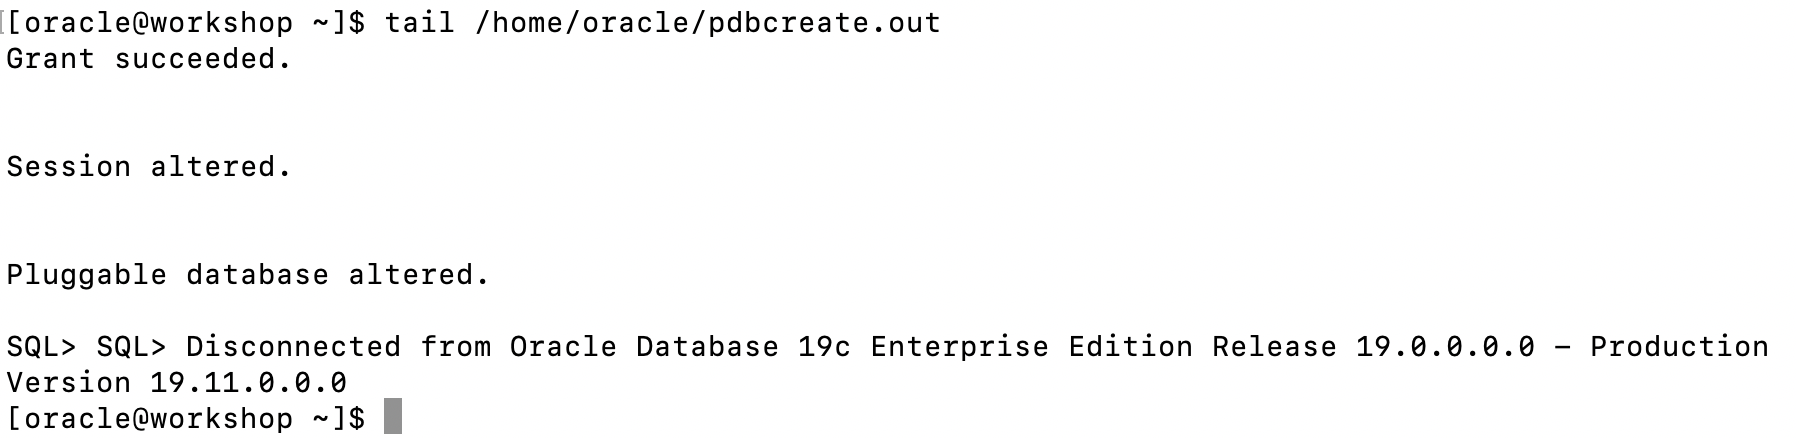 [oracle@workshop ~]$ tail /home/oracle/pdbcreate.out
Grant succeeded.
Session altered.
Pluggable database altered.
SQL> SQL> Disconnected from Oracle Database 19c Enterprise Edition Release 19.0.0.0.0 – Production
Version 19.11.0.0.0
[oracle@workshop ~]$